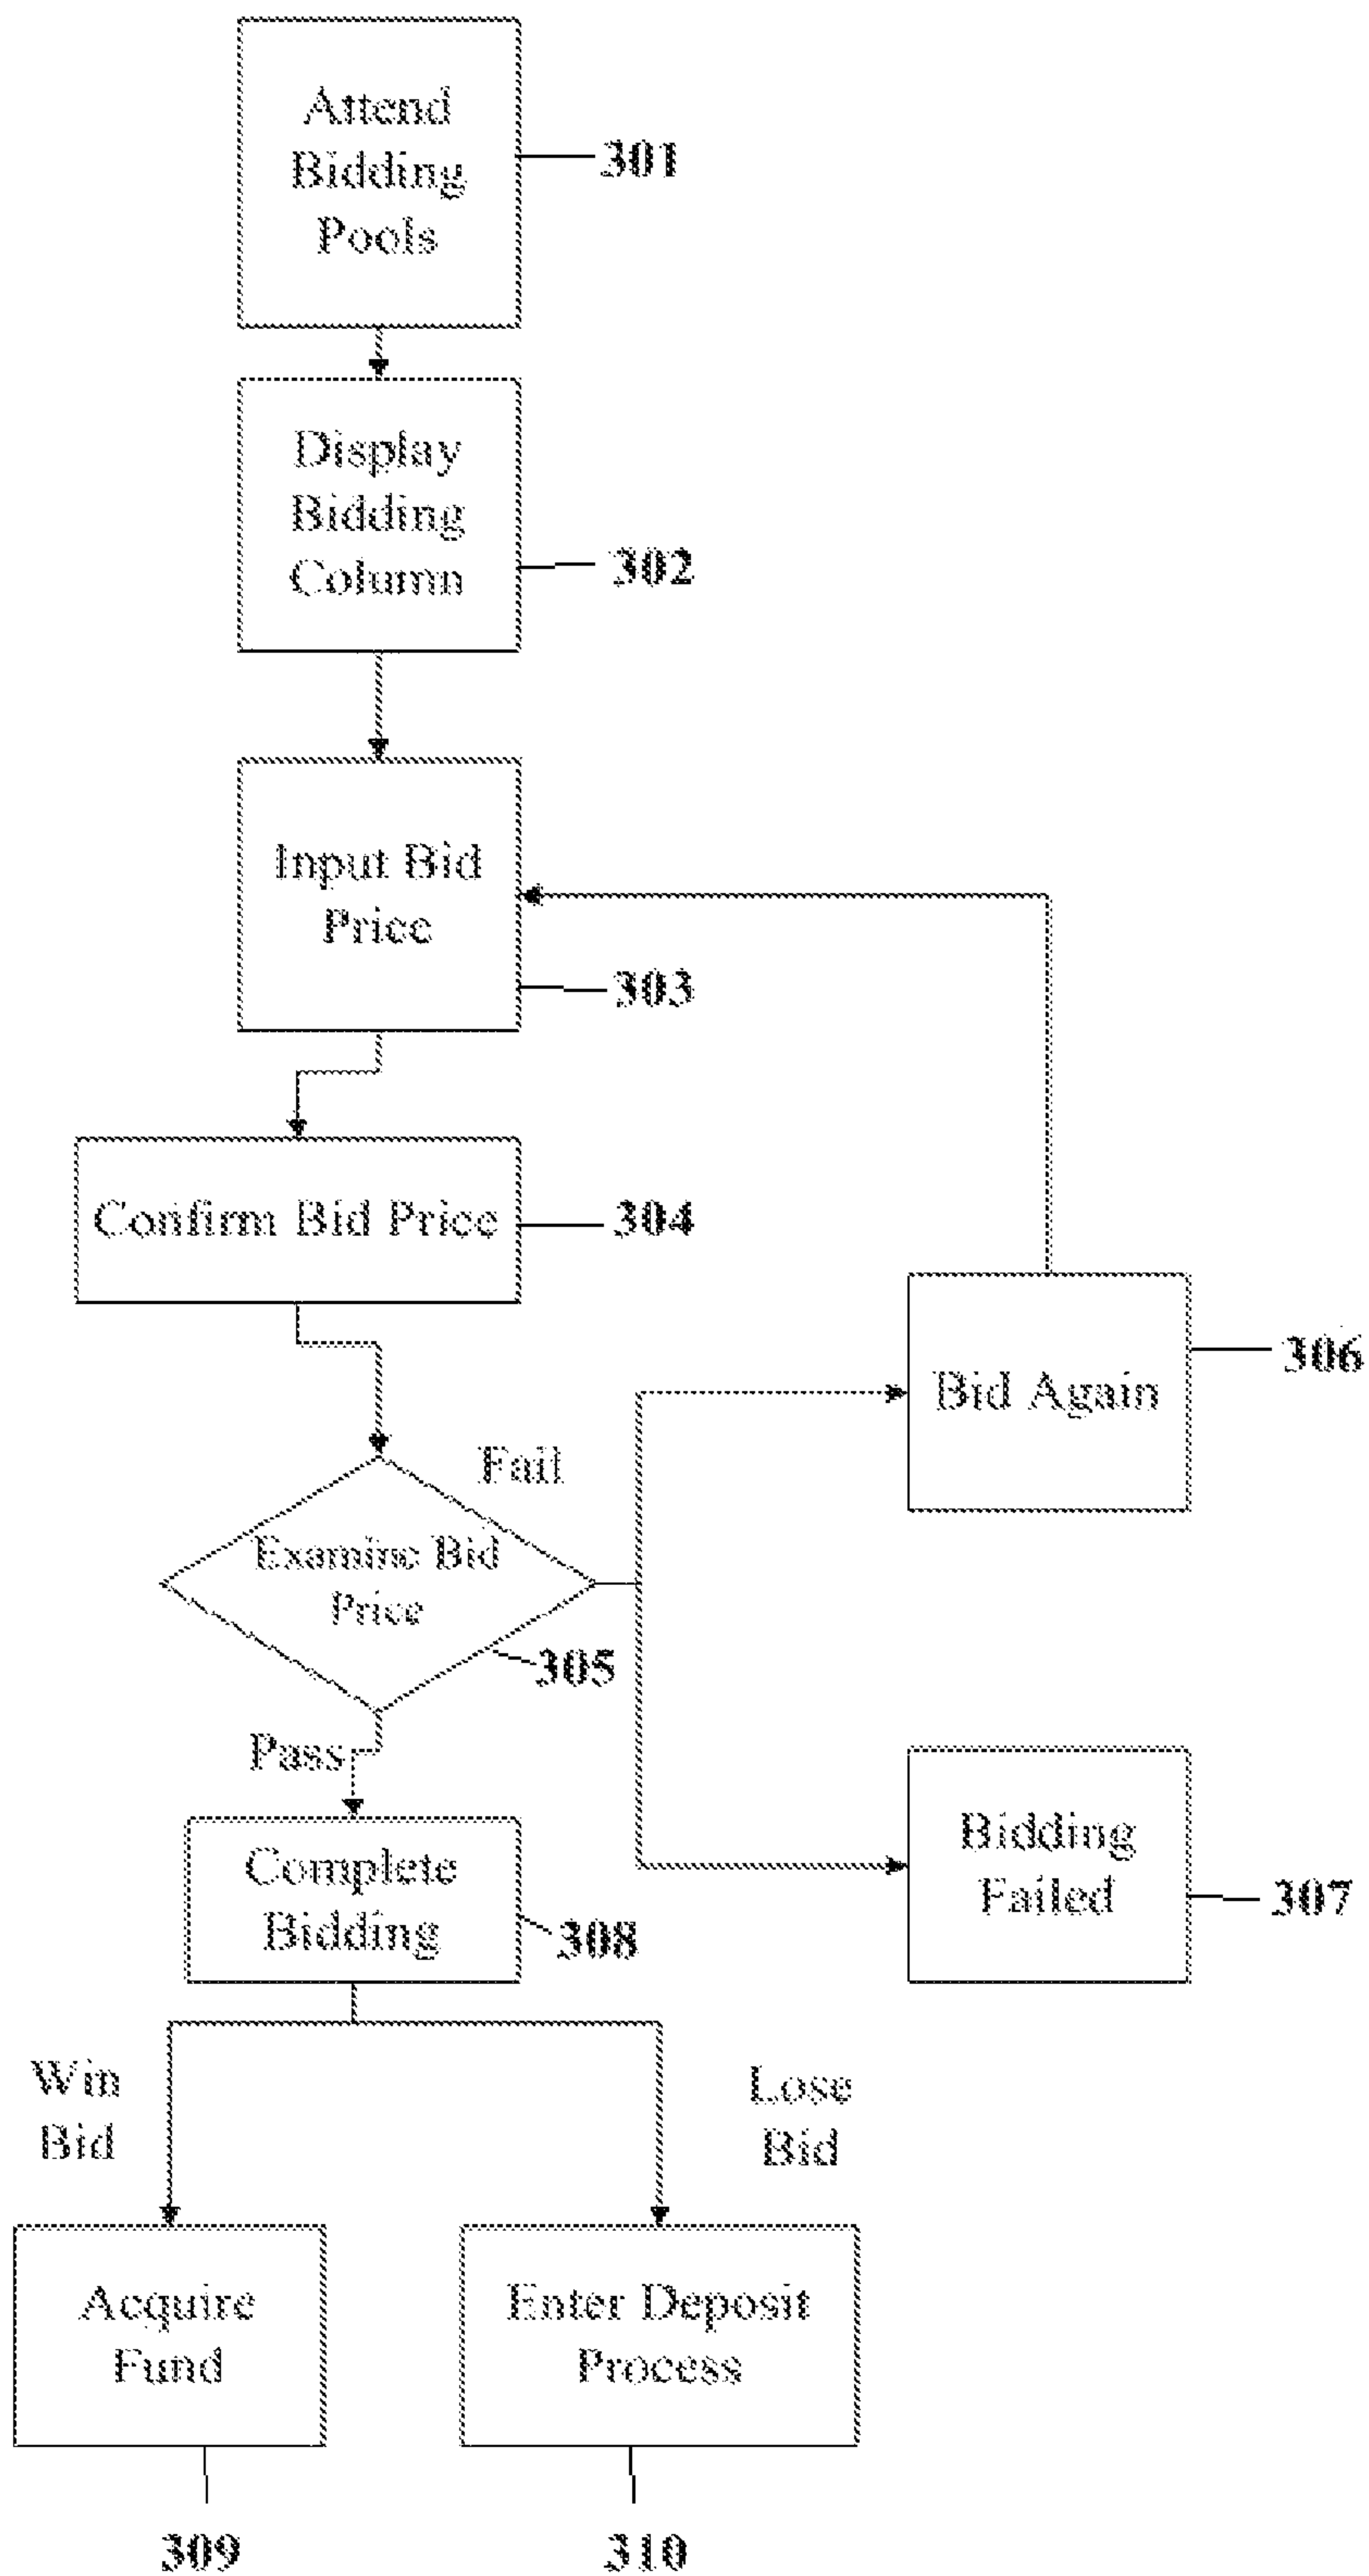 Attend
Bidding
Pools
301
Display
Bidding
Column
302
Input Bid
Price
303
Confirm Bid Price
304
Bid Again
306
Fail
Examine Bid
Price
305
Pass
Bidding
Failed
307
Complete
Bidding
308
Win
Bid
Lose
Bid
Acquire
Fund
Enter Deposit
Process
309
310